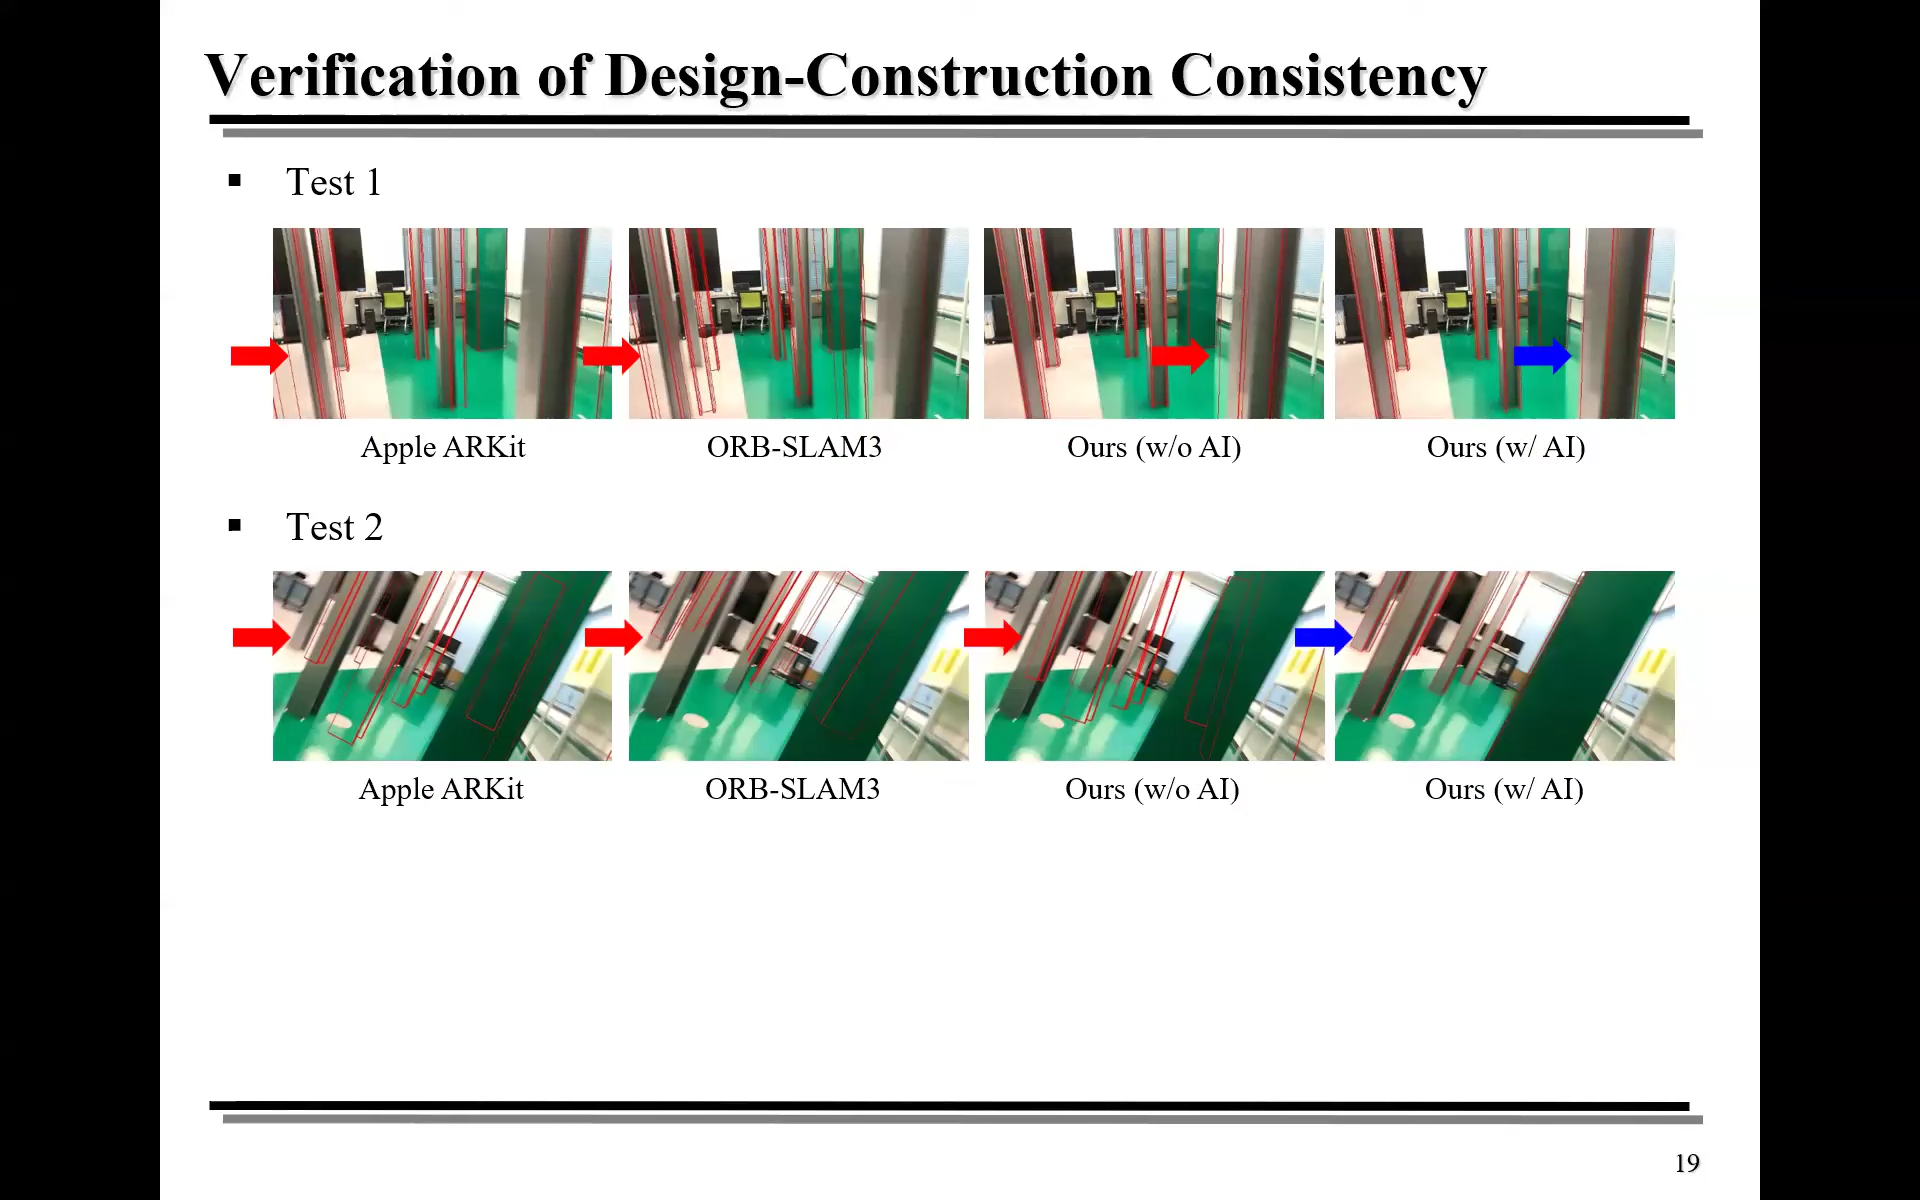 Verification of Design-Construction Consistency
▪ Test 1
Apple ARKit ORB-SLAM3 Ours (w/o AI) Ours (w/ AI)
▪ Test 2
Apple ARKit ORB-SLAM3 Ours (w/o AI) Ours (w/ AI)
19